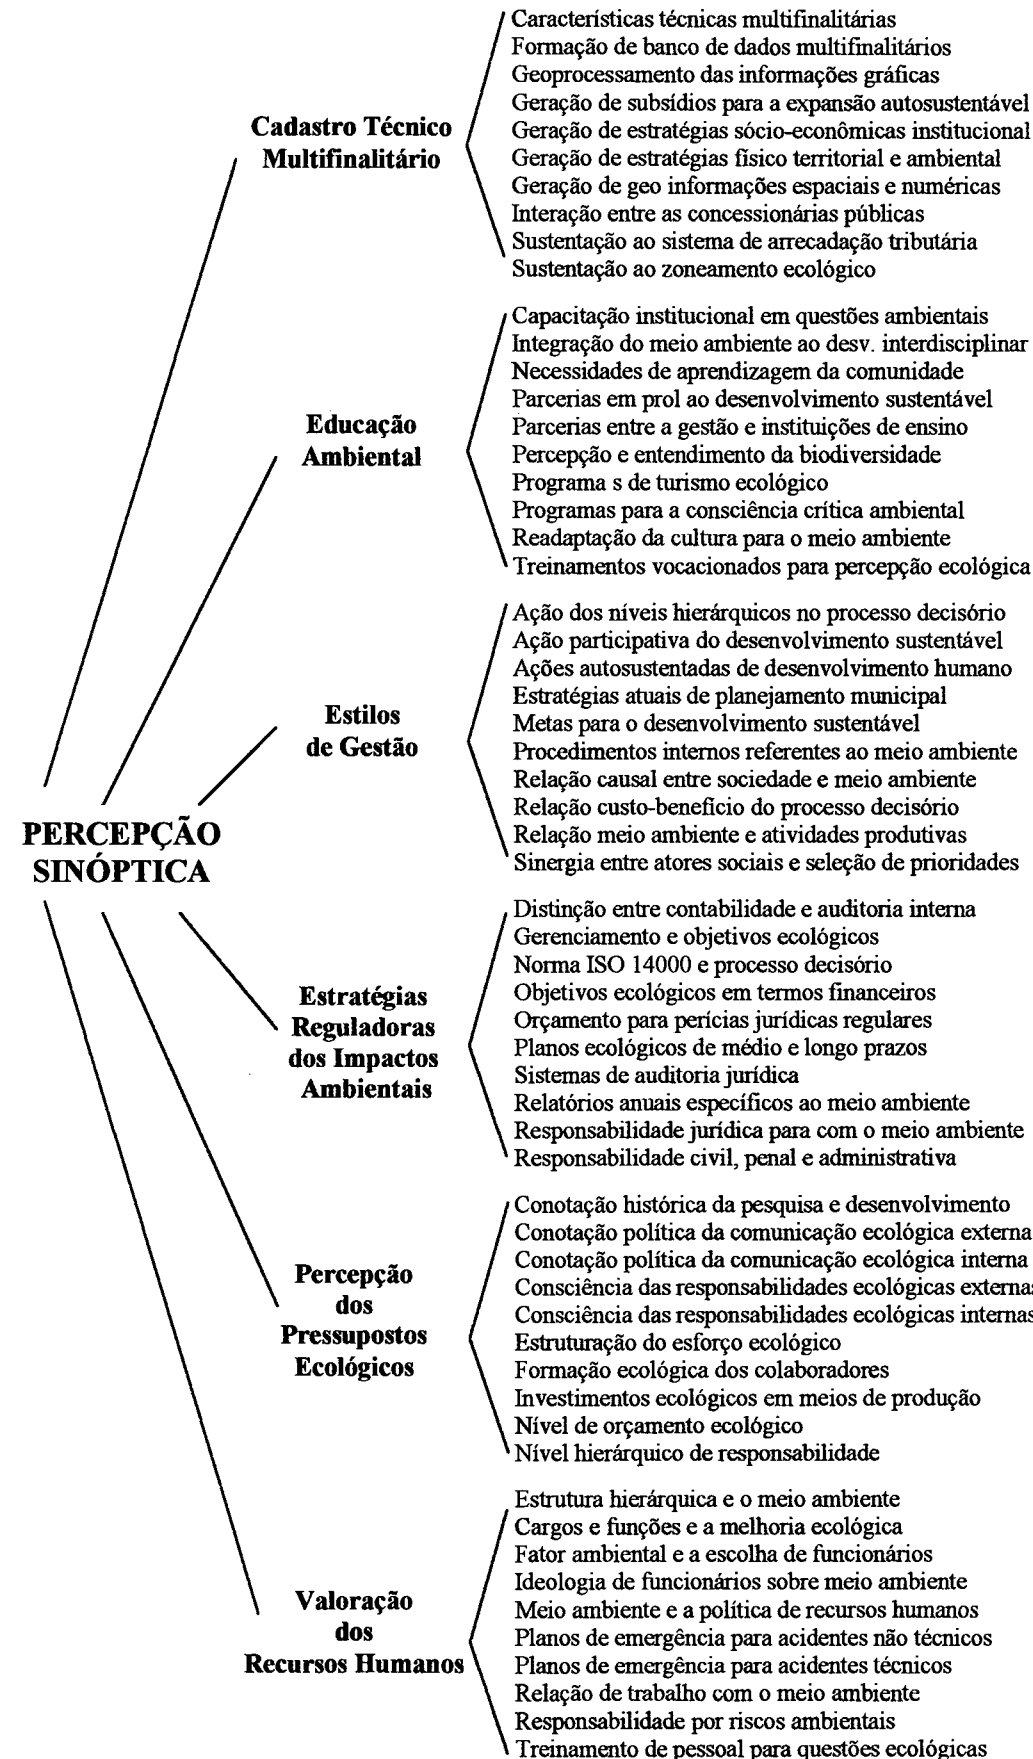 PERCEPÇÃO
SINÓPTICA
Cadastro Técnico
Multifinalitário
Características técnicas multifinalitárias
Formação de banco de dados multifinalitários
Geoprocessamento das informações gráficas
Geração de subsídios para a expansão autosustentável
Geração de estratégias sócio-econômicas institucional
Geração de estratégias físico territorial e ambiental
Geração de geo informações espaciais e numéricas
Interação entre as concessionárias públicas
Sustentação ao sistema de arrecadação tributária
Sustentação ao zoneamento ecológico
Educação
Ambiental
Capacitação institucional em questões ambientais
Integração do meio ambiente ao desv. interdisciplinar
Necessidades de aprendizagem da comunidade
Parcerias em prol ao desenvolvimento sustentável
Parcerias entre a gestão e instituições de ensino
Percepção e entendimento da biodiversidade
Programa s de turismo ecológico
Programas para a consciência crítica ambiental
Readaptação da cultura para o meio ambiente
Treinamentos vocacionados para percepção ecológica
Estilos
de Gestão
Ação dos níveis hierárquicos no processo decisório
Ação participativa do desenvolvimento sustentável
Ações autosustentadas de desenvolvimento humano
Estratégias atuais de planejamento municipal
Metas para o desenvolvimento sustentável
Procedimentos internos referentes ao meio ambiente
Relação causal entre sociedade e meio ambiente
Relação custo-benefício do processo decisório
Relação meio ambiente e atividades produtivas
Sinergia entre atores sociais e seleção de prioridades
Estratégias
Reguladoras
dos Impactos
Ambientais
Distinção entre contabilidade e auditoria interna
Gerenciamento e objetivos ecológicos
Norma ISO 14000 e processo decisório
Objetivos ecológicos em termos financeiros
Orçamento para perícias jurídicas regulares
Planos ecológicos de médio e longo prazos
Sistemas de auditoria jurídica
Relatórios anuais específicos ao meio ambiente
Responsabilidade jurídica para com o meio ambiente
Responsabilidade civil, penal e administrativa
Percepção
dos
Pressupostos
Ecológicos
Conotação histórica da pesquisa e desenvolvimento
Conotação política da comunicação ecológica externa
Conotação política da comunicação ecológica interna
Consciência das responsabilidades ecológicas externas
Consciência das responsabilidades ecológicas internas
Estruturação do esforço ecológico
Formação ecológica dos colaboradores
Investimentos ecológicos em meios de produção
Nível de orçamento ecológico
Nível hierárquico de responsabilidade
Valoração
dos
Recursos Humanos
Estrutura hierárquica e o meio ambiente
Cargos e funções e a melhoria ecológica
Fator ambiental e a escolha de funcionários
Ideologia de funcionários sobre meio ambiente
Meio ambiente e a política de recursos humanos
Planos de emergência para acidentes não técnicos
Planos de emergência para acidentes técnicos
Relação de trabalho com o meio ambiente
Responsabilidade por riscos ambientais
Treinamento de pessoal para questões ecológicas